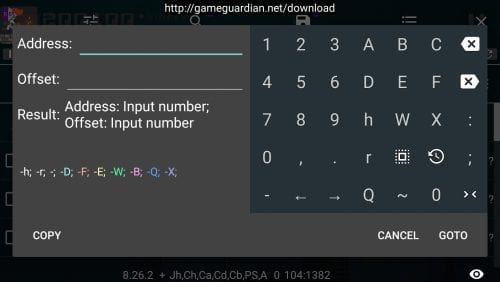 http://gameguardian.net/download
Address:
1 2 3 A B C
Offset:
4 5 6 D E F
Result: Address: Input number;
Offset: Input number
7 8 9 h W X :
0 , . r ;
-h; -r; -; -D; -F; -E; -W; -B; -Q; -X;
- ← → Q ~ 0 ><
COPY CANCEL GOTO
8.26.2 + Jh,Ch,Ca,Cd,Cb,PS,A 0 104:1382